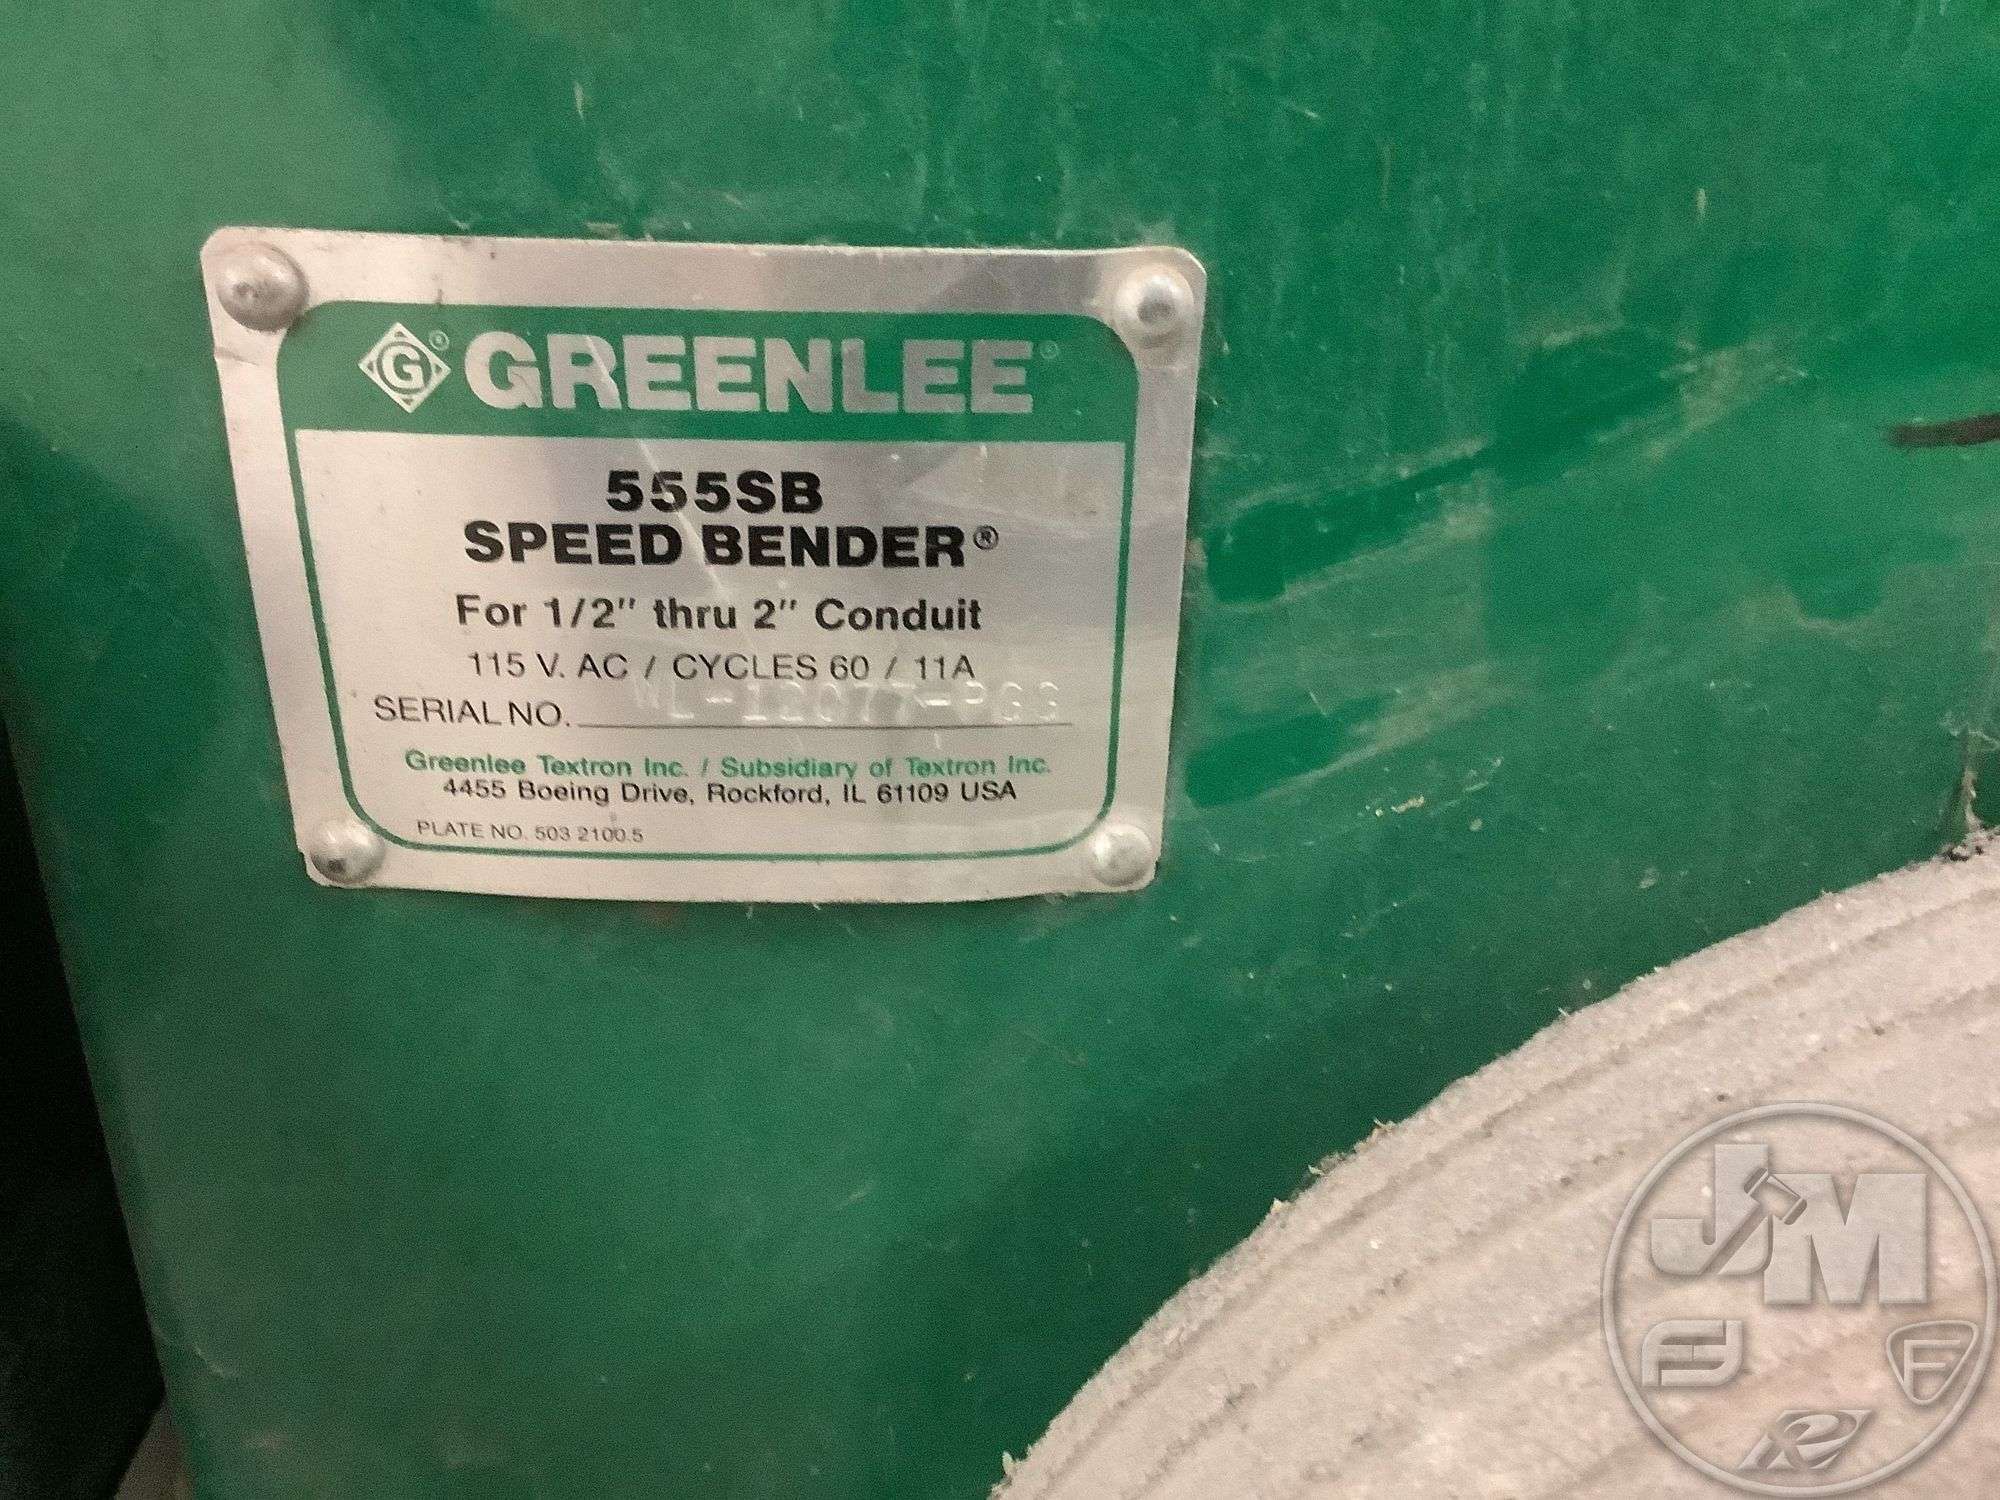 G® GREENLEE®
555SB
SPEED BENDER®
For 1/2" thru 2" Conduit
115 V. AC / CYCLES 60 / 11A
SERIAL NO.
Greenlee Textron Inc. / Subsidiary of Textron Inc.
4455 Boeing Drive, Rockford, IL 61109 USA
PLATE NO. 503 2100.5
JM
F